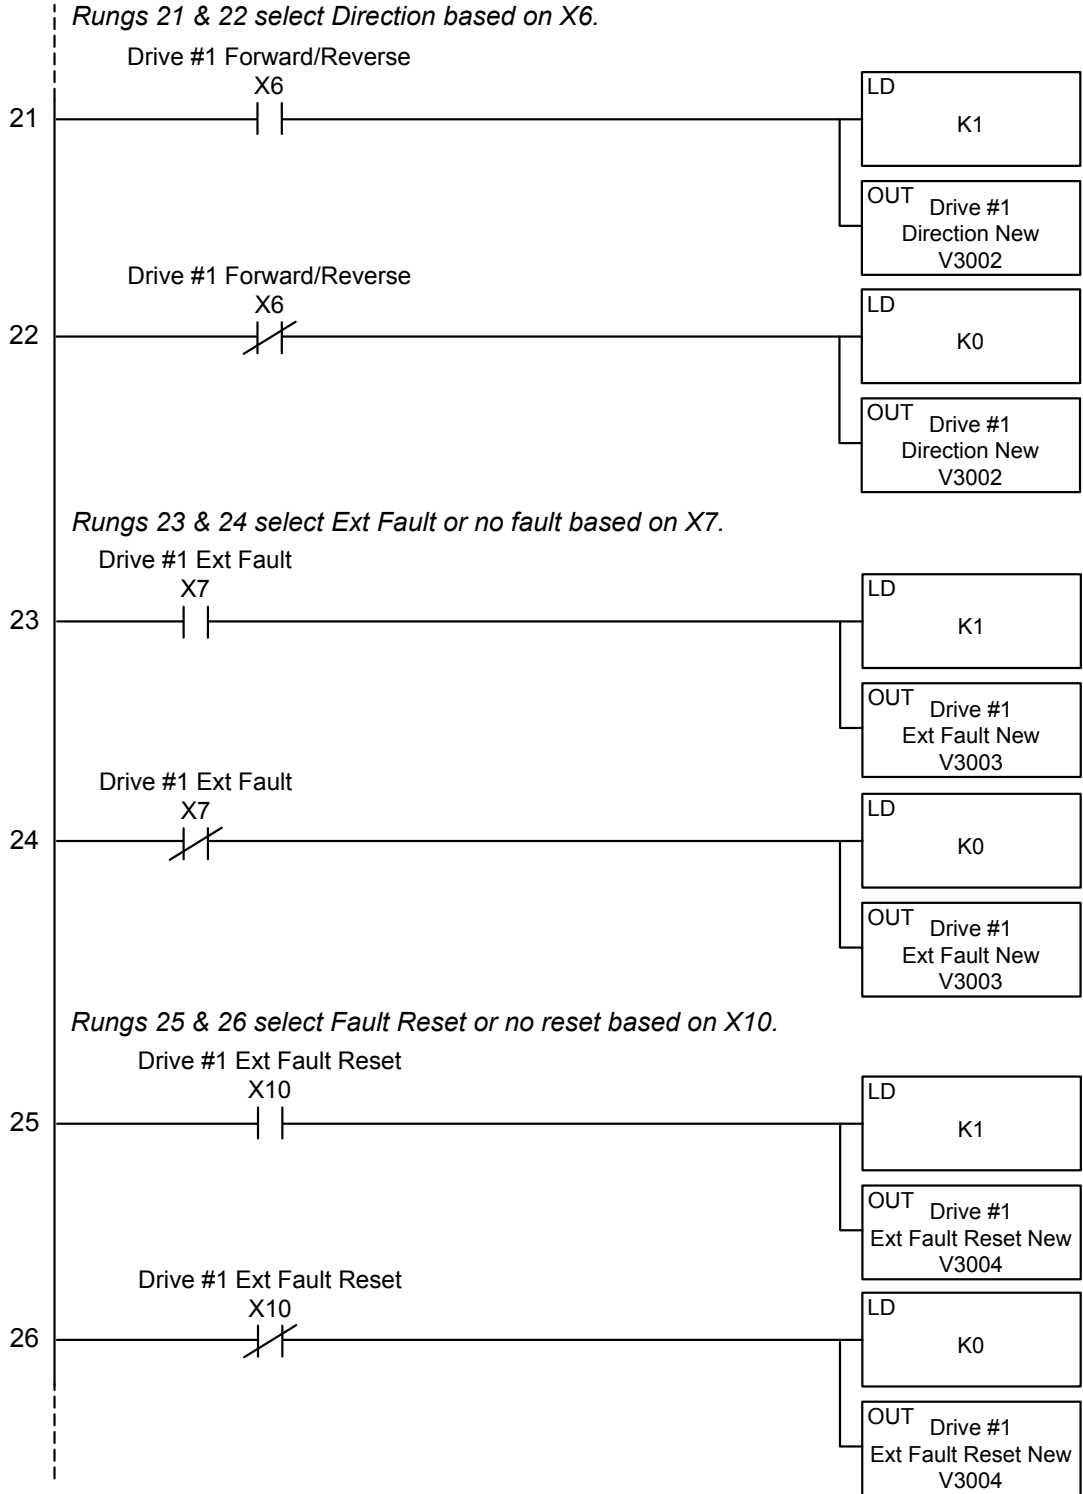 Rungs 21 & 22 select Direction based on X6.
Drive #1 Forward/Reverse
X6
21
LD
K1
OUT
Drive #1
Direction New
V3002
Drive #1 Forward/Reverse
X6
22
LD
K0
OUT
Drive #1
Direction New
V3002
Rungs 23 & 24 select Ext Fault or no fault based on X7.
Drive #1 Ext Fault
X7
23
LD
K1
OUT
Drive #1
Ext Fault New
V3003
Drive #1 Ext Fault
X7
24
LD
K0
OUT
Drive #1
Ext Fault New
V3003
Rungs 25 & 26 select Fault Reset or no reset based on X10.
Drive #1 Ext Fault Reset
X10
25
LD
K1
OUT
Drive #1
Ext Fault Reset New
V3004
Drive #1 Ext Fault Reset
X10
26
LD
K0
OUT
Drive #1
Ext Fault Reset New
V3004